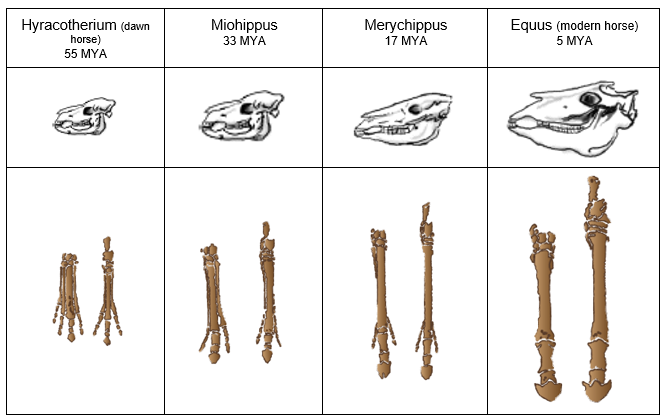 Hyracotherium (dawn
horse)
55 MYA
Miohippus
33 MYA
Merychippus
17 MYA
Equus (modern horse)
5 MYA